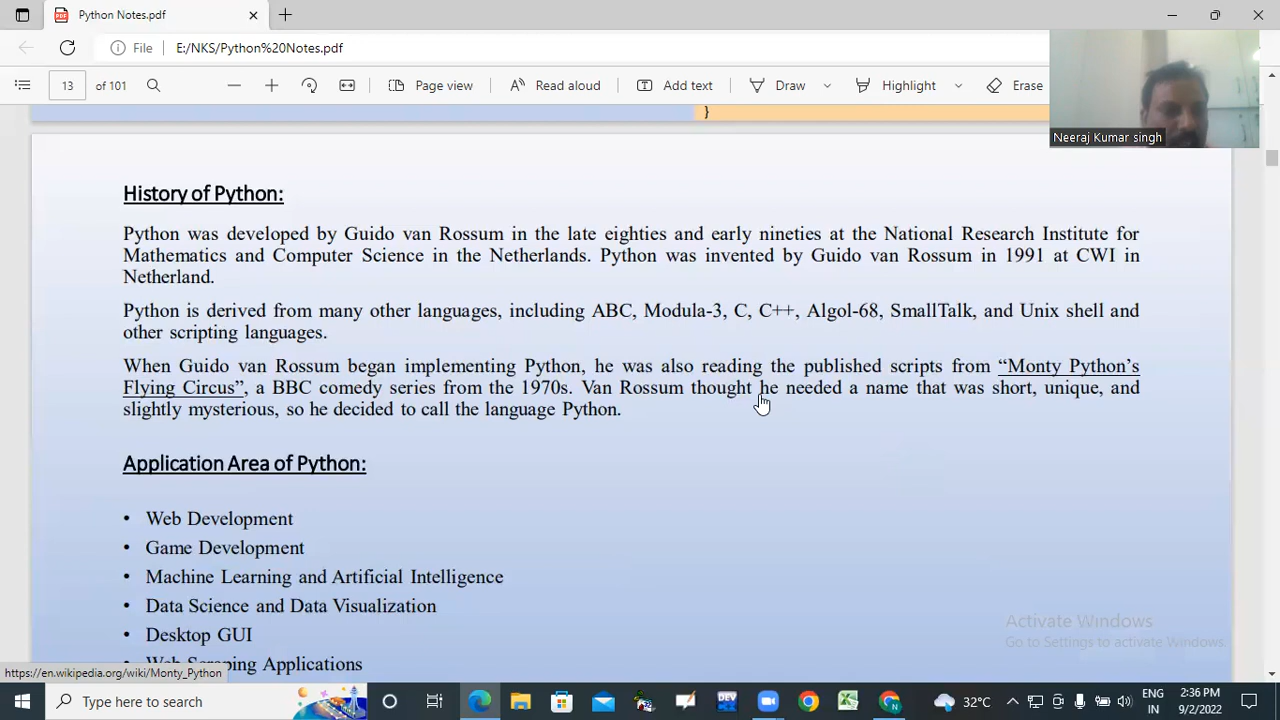 Python Notes.pdf
File E:/NKS/Python%20Notes.pdf
13 of 101 Page view Read aloud Add text Draw Highlight Erase
}
Neeraj Kumar singh
History of Python:
Python was developed by Guido van Rossum in the late eighties and early nineties at the National Research Institute for
Mathematics and Computer Science in the Netherlands. Python was invented by Guido van Rossum in 1991 at CWI in
Netherland.
Python is derived from many other languages, including ABC, Modula-3, C, C++, Algol-68, SmallTalk, and Unix shell and
other scripting languages.
When Guido van Rossum began implementing Python, he was also reading the published scripts from “Monty Python’s
Flying Circus”, a BBC comedy series from the 1970s. Van Rossum thought he needed a name that was short, unique, and
slightly mysterious, so he decided to call the language Python.
Application Area of Python:
• Web Development
• Game Development
• Machine Learning and Artificial Intelligence
• Data Science and Data Visualization
• Desktop GUI
• Web Scraping Applications
Activate Windows
Go to Settings to activate Windows.
https://en.wikipedia.org/wiki/Monty_Python
Type here to search
DEV
32°C
ENG
IN
2:36 PM
9/2/2022